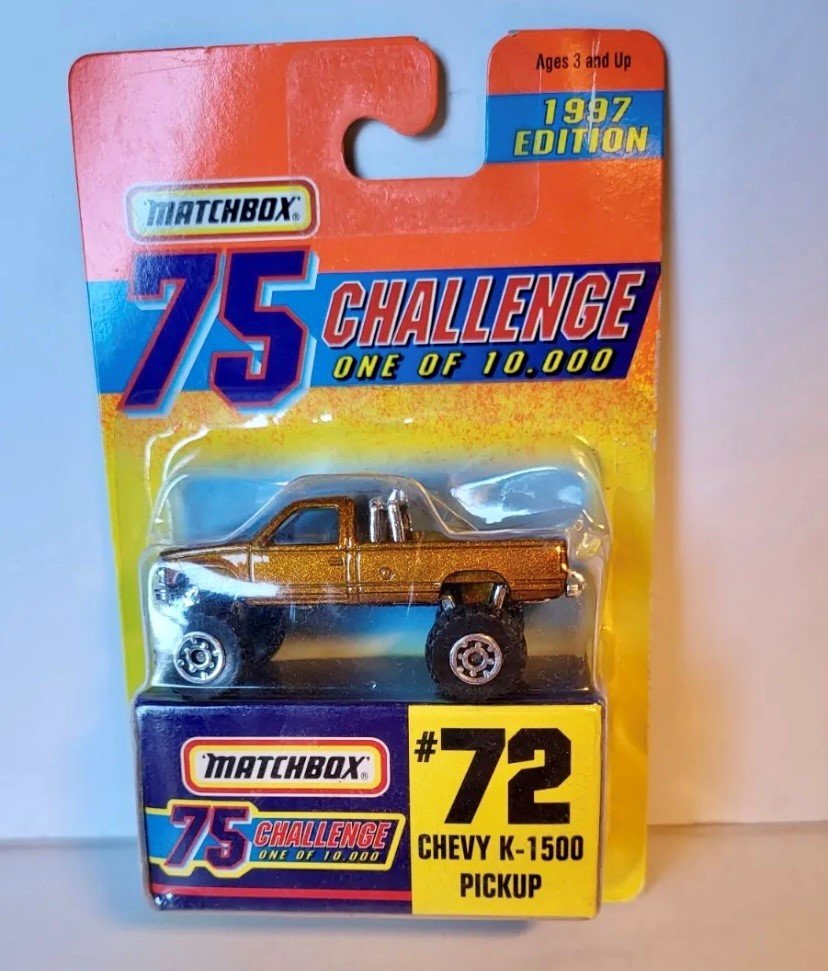 Ages 3 and Up
1997
EDITION
MATCHBOX®
75 CHALLENGE
ONE OF 10.000
MATCHBOX®
75 CHALLENGE
ONE OF 10.000
#72
CHEVY K-1500
PICKUP